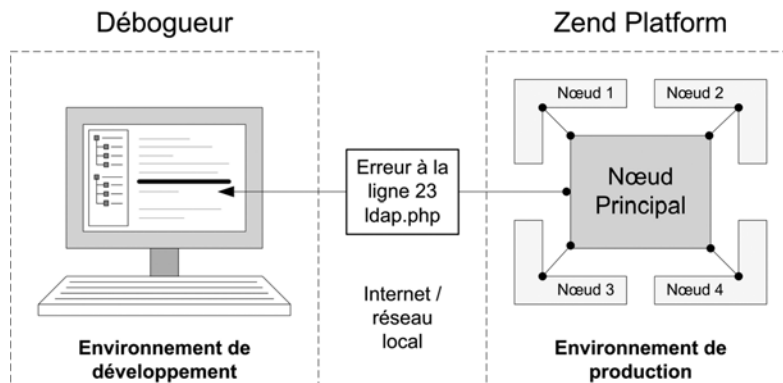 Débogueur
Zend Platform
Nœud 1
Nœud 2
Erreur à la
ligne 23
ldap.php
Nœud
Principal
Nœud 3
Nœud 4
Internet /
réseau
local
Environnement de
développement
Environnement de
production